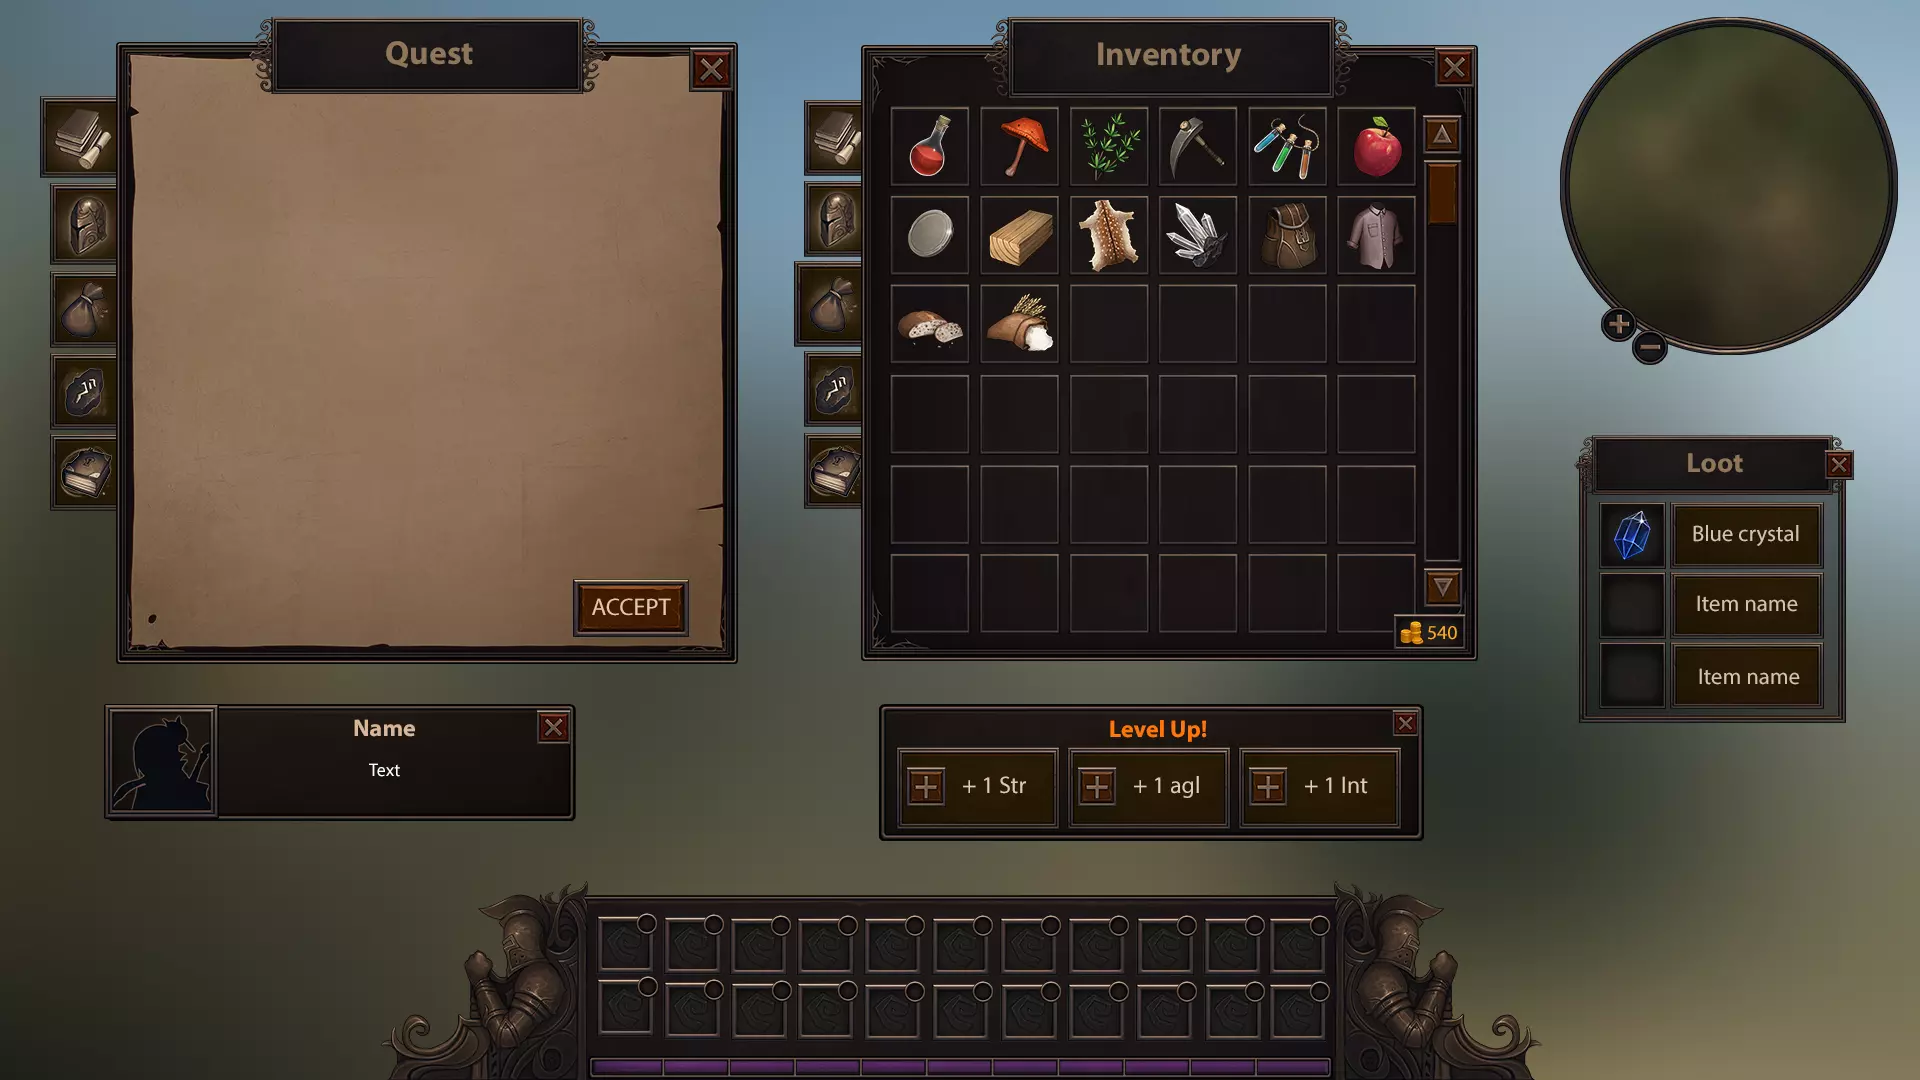 Quest
Inventory
Loot
Blue crystal
Item name
Item name
ACCEPT
540
Name
Text
Level Up!
+ 1 Str
+ 1 agl
+ 1 Int